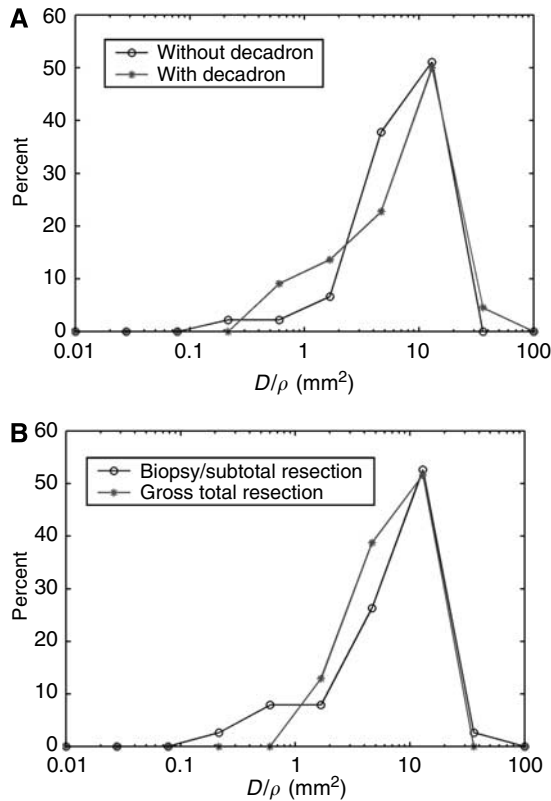 A
60
50
40
30
20
10
0
Percent
Without decadron
With decadron
0.01 0.1 1 10 100
D/ρ (mm²)
B
60
50
40
30
20
10
0
Percent
Biopsy/subtotal resection
Gross total resection
0.01 0.1 1 10 100
D/ρ (mm²)